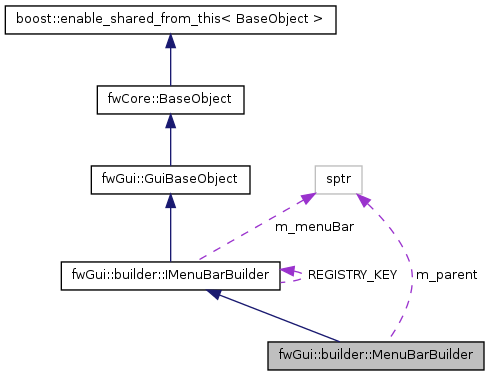 boost::enable_shared_from_this< BaseObject >
fwCore::BaseObject
fwGui::GuiBaseObject
sptr
m_menuBar
fwGui::builder::IMenuBarBuilder
REGISTRY_KEY
m_parent
fwGui::builder::MenuBarBuilder